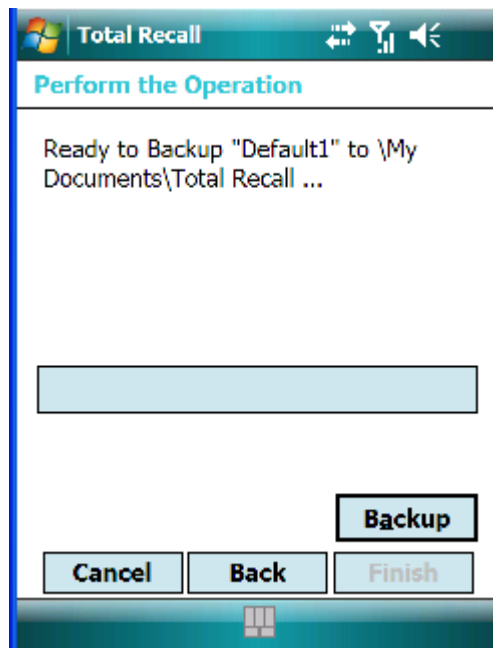 Total Recall
Perform the Operation
Ready to Backup "Default1" to \My
Documents\Total Recall ...
Backup
Cancel Back Finish